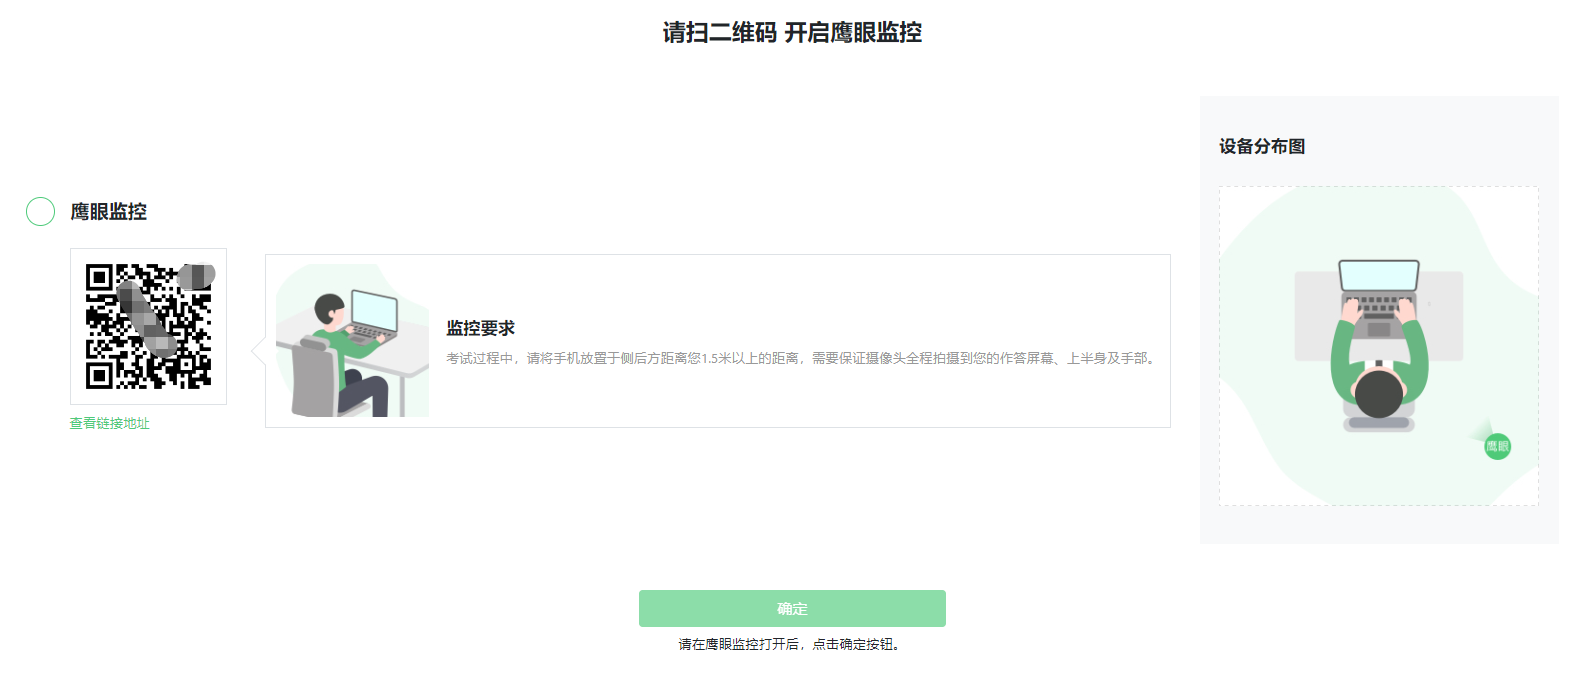 请扫二维码 开启鹰眼监控
鹰眼监控
查看链接地址
监控要求
考试过程中，请将手机放置于侧后方距离您1.5米以上的距离，需要保证摄像头全程拍摄到您的作答屏幕、上半身及手部。
设备分布图
鹰眼
确定
请在鹰眼监控打开后，点击确定按钮。